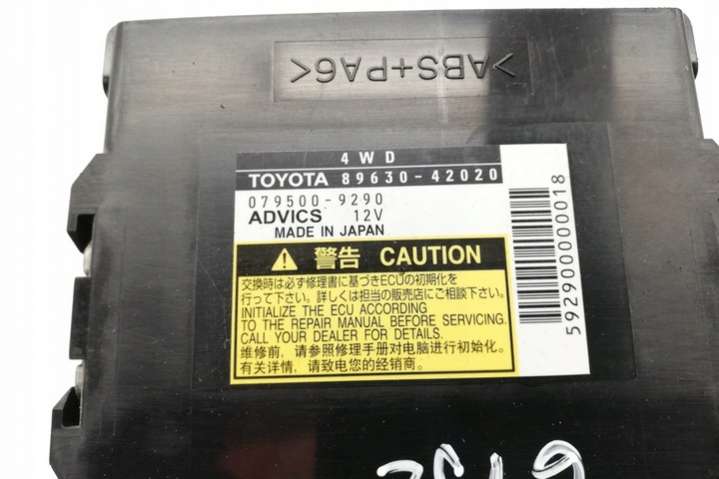 >ABS+PA6<
4WD
TOYOTA 89630-42020
079500-9290
ADVICS 12V
MADE IN JAPAN
警告 CAUTION
交換時は必ず修理書に基づきECUの初期化を
行って下さい。詳しくは担当の販売店にご相談下さい。
INITIALIZE THE ECU ACCORDING
TO THE REPAIR MANUAL BEFORE SERVICING.
CALL YOUR DEALER FOR DETAILS.
维修前，请参照修理手册对电脑进行初始化。
有关详情，请致电您的经销商。
592900000018